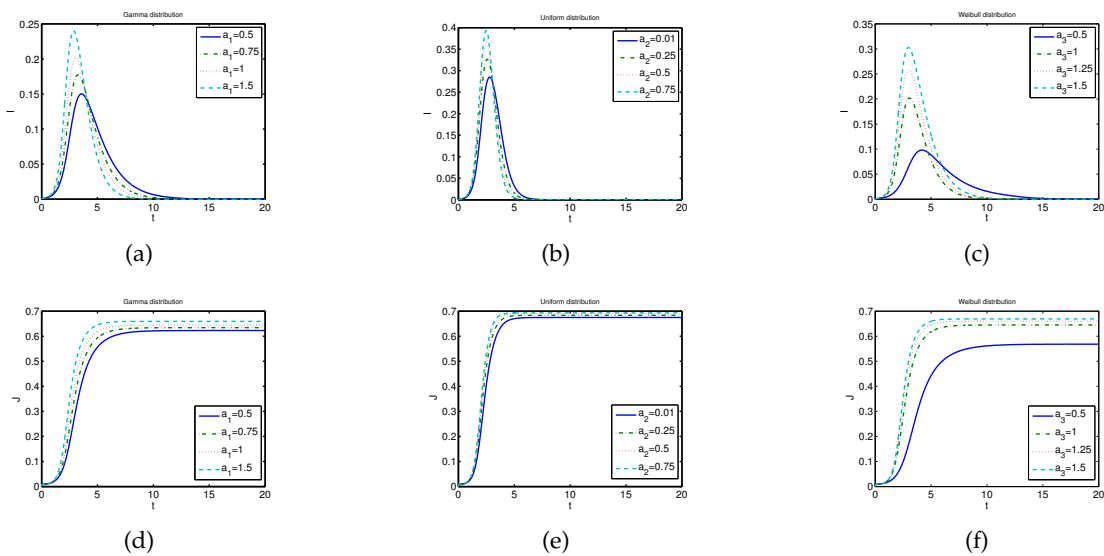 Gamma distribution
0.25
0.2
0.15
0.1
0.05
0
I
0 5 10 15 20
t
a1=0.5
a1=0.75
a1=1
a1=1.5
(a)
Uniform distribution
0.4
0.35
0.3
0.25
0.2
0.15
0.1
0.05
0
I
0 5 10 15 20
t
a2=0.01
a2=0.25
a2=0.5
a2=0.75
(b)
Weibull distribution
0.35
0.3
0.25
0.2
0.15
0.1
0.05
0
I
0 5 10 15 20
t
a3=0.5
a3=1
a3=1.25
a3=1.5
(c)
Gamma distribution
0.7
0.6
0.5
0.4
0.3
0.2
0.1
0
J
0 5 10 15 20
t
a1=0.5
a1=0.75
a1=1
a1=1.5
(d)
Uniform distribution
0.7
0.6
0.5
0.4
0.3
0.2
0.1
0
J
0 5 10 15 20
t
a2=0.01
a2=0.25
a2=0.5
a2=0.75
(e)
Weibull distribution
0.7
0.6
0.5
0.4
0.3
0.2
0.1
0
J
0 5 10 15 20
t
a3=0.5
a3=1
a3=1.25
a3=1.5
(f)